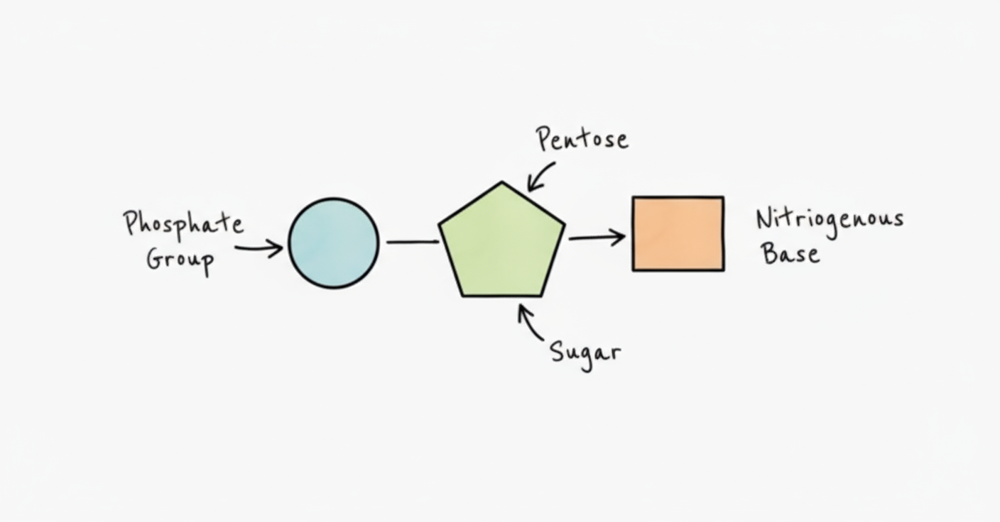 Pentose
Phosphate
Group
Nitriogenous
Base
Sugar